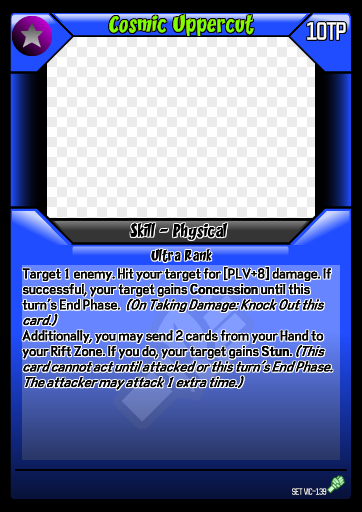 Cosmic Uppercut
10TP
Skill - Physical
Ultra Rank
Target 1 enemy. Hit your target for [PLV+8] damage. If
successful, your target gains Concussion until this
turn's End Phase. (On Taking Damage: Knock Out this
card.)
Additionally, you may send 2 cards from your Hand to
your Rift Zone. If you do, your target gains Stun. (This
card cannot act until attacked or this turn's End Phase.
The attacker may attack 1 extra time.)
SET VIC-139